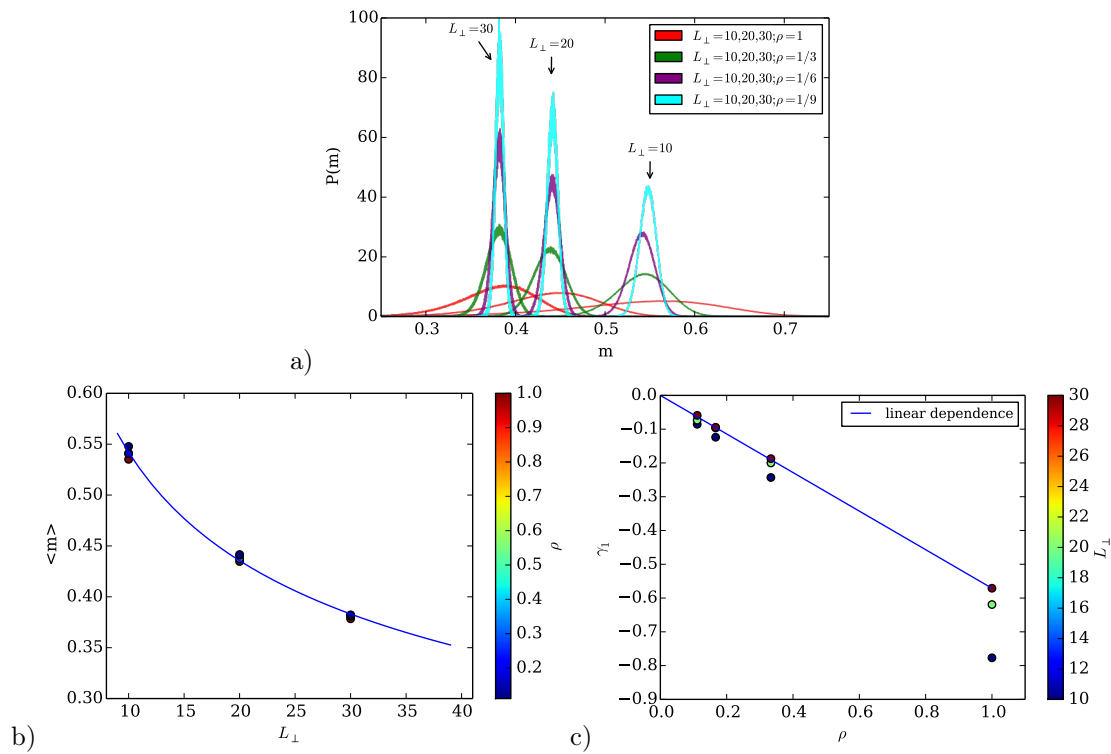 L⊥=30
L⊥=20
L⊥=10
L⊥=10,20,30;ρ=1
L⊥=10,20,30;ρ=1/3
L⊥=10,20,30;ρ=1/6
L⊥=10,20,30;ρ=1/9
P(m)
100
80
60
40
20
0
0.3 0.4 0.5 0.6 0.7
m
a)
<m>
0.60
0.55
0.50
0.45
0.40
0.35
0.30
10 15 20 25 30 35 40
L⊥
1.0
0.9
0.8
0.7
0.6
0.5
0.4
0.3
0.2
ρ
b)
linear dependence
γ1
0.0
−0.1
−0.2
−0.3
−0.4
−0.5
−0.6
−0.7
−0.8
−0.9
0.0 0.2 0.4 0.6 0.8 1.0
ρ
30
28
26
24
22
20
18
16
14
12
10
L⊥
c)